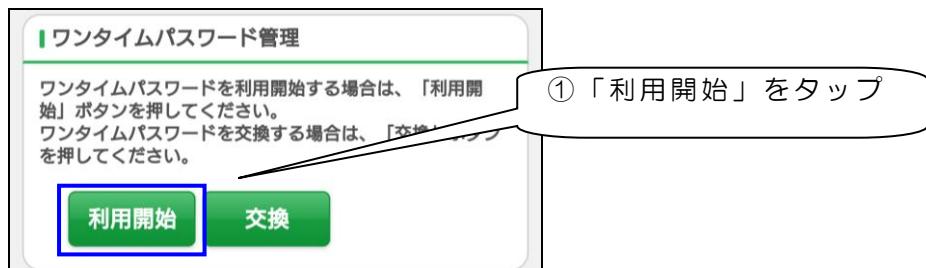 ワンタイムパスワード管理
ワンタイムパスワードを利用開始する場合は、「利用開
始」ボタンを押してください。
ワンタイムパスワードを交換する場合は、「交換
を押してください。
①「利用開始」をタップ
利用開始 交換